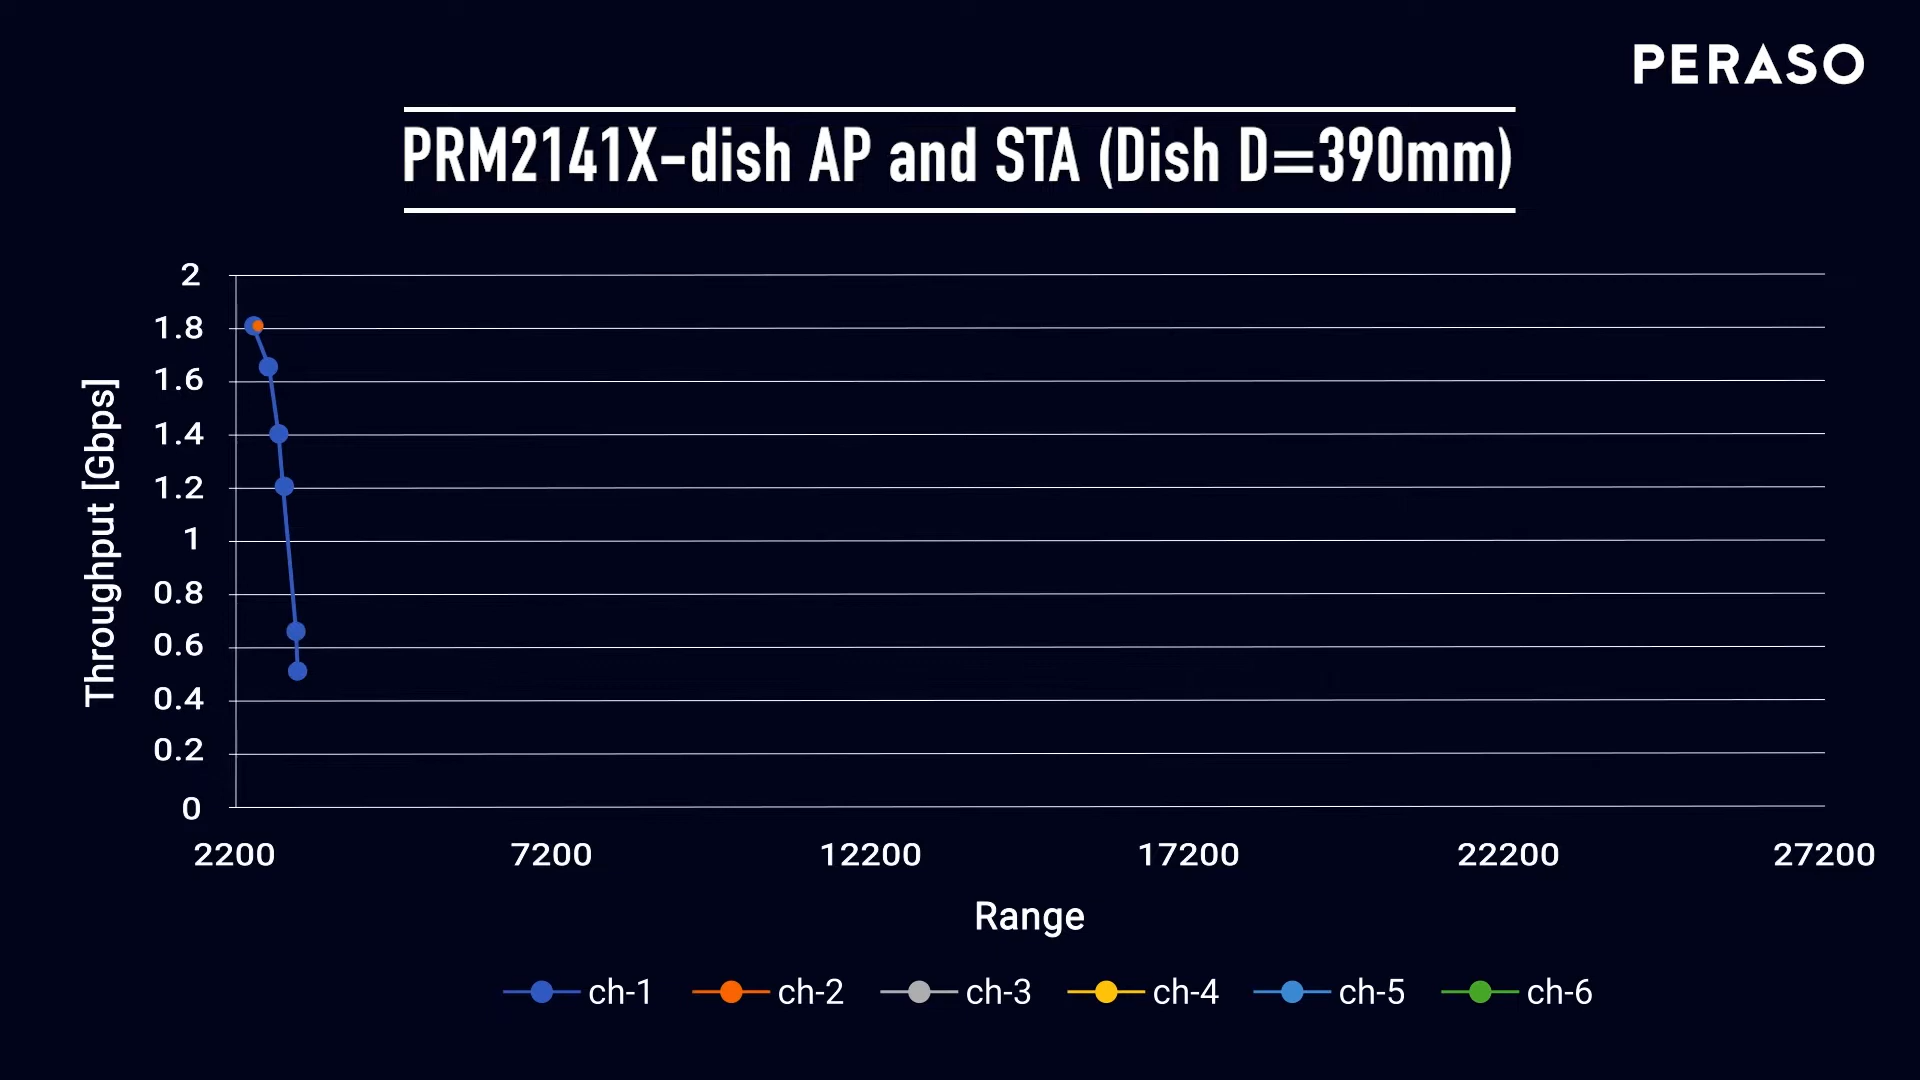 PERASO
PRM2141X-dish AP and STA (Dish D=390mm)
Throughput [Gbps]
2
1.8
1.6
1.4
1.2
1
0.8
0.6
0.4
0.2
0
2200 7200 12200 17200 22200 27200
Range
ch-1 ch-2 ch-3 ch-4 ch-5 ch-6